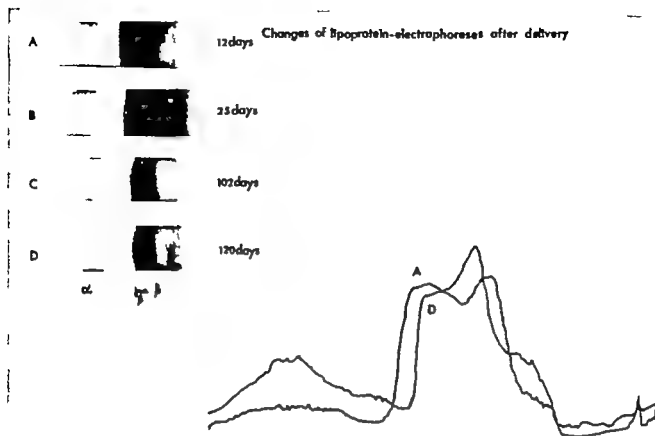 Changes of lipoprotein-electrophoreses after delivery
A 12days
B 25days
C 102days
D 120days
α β
A
D